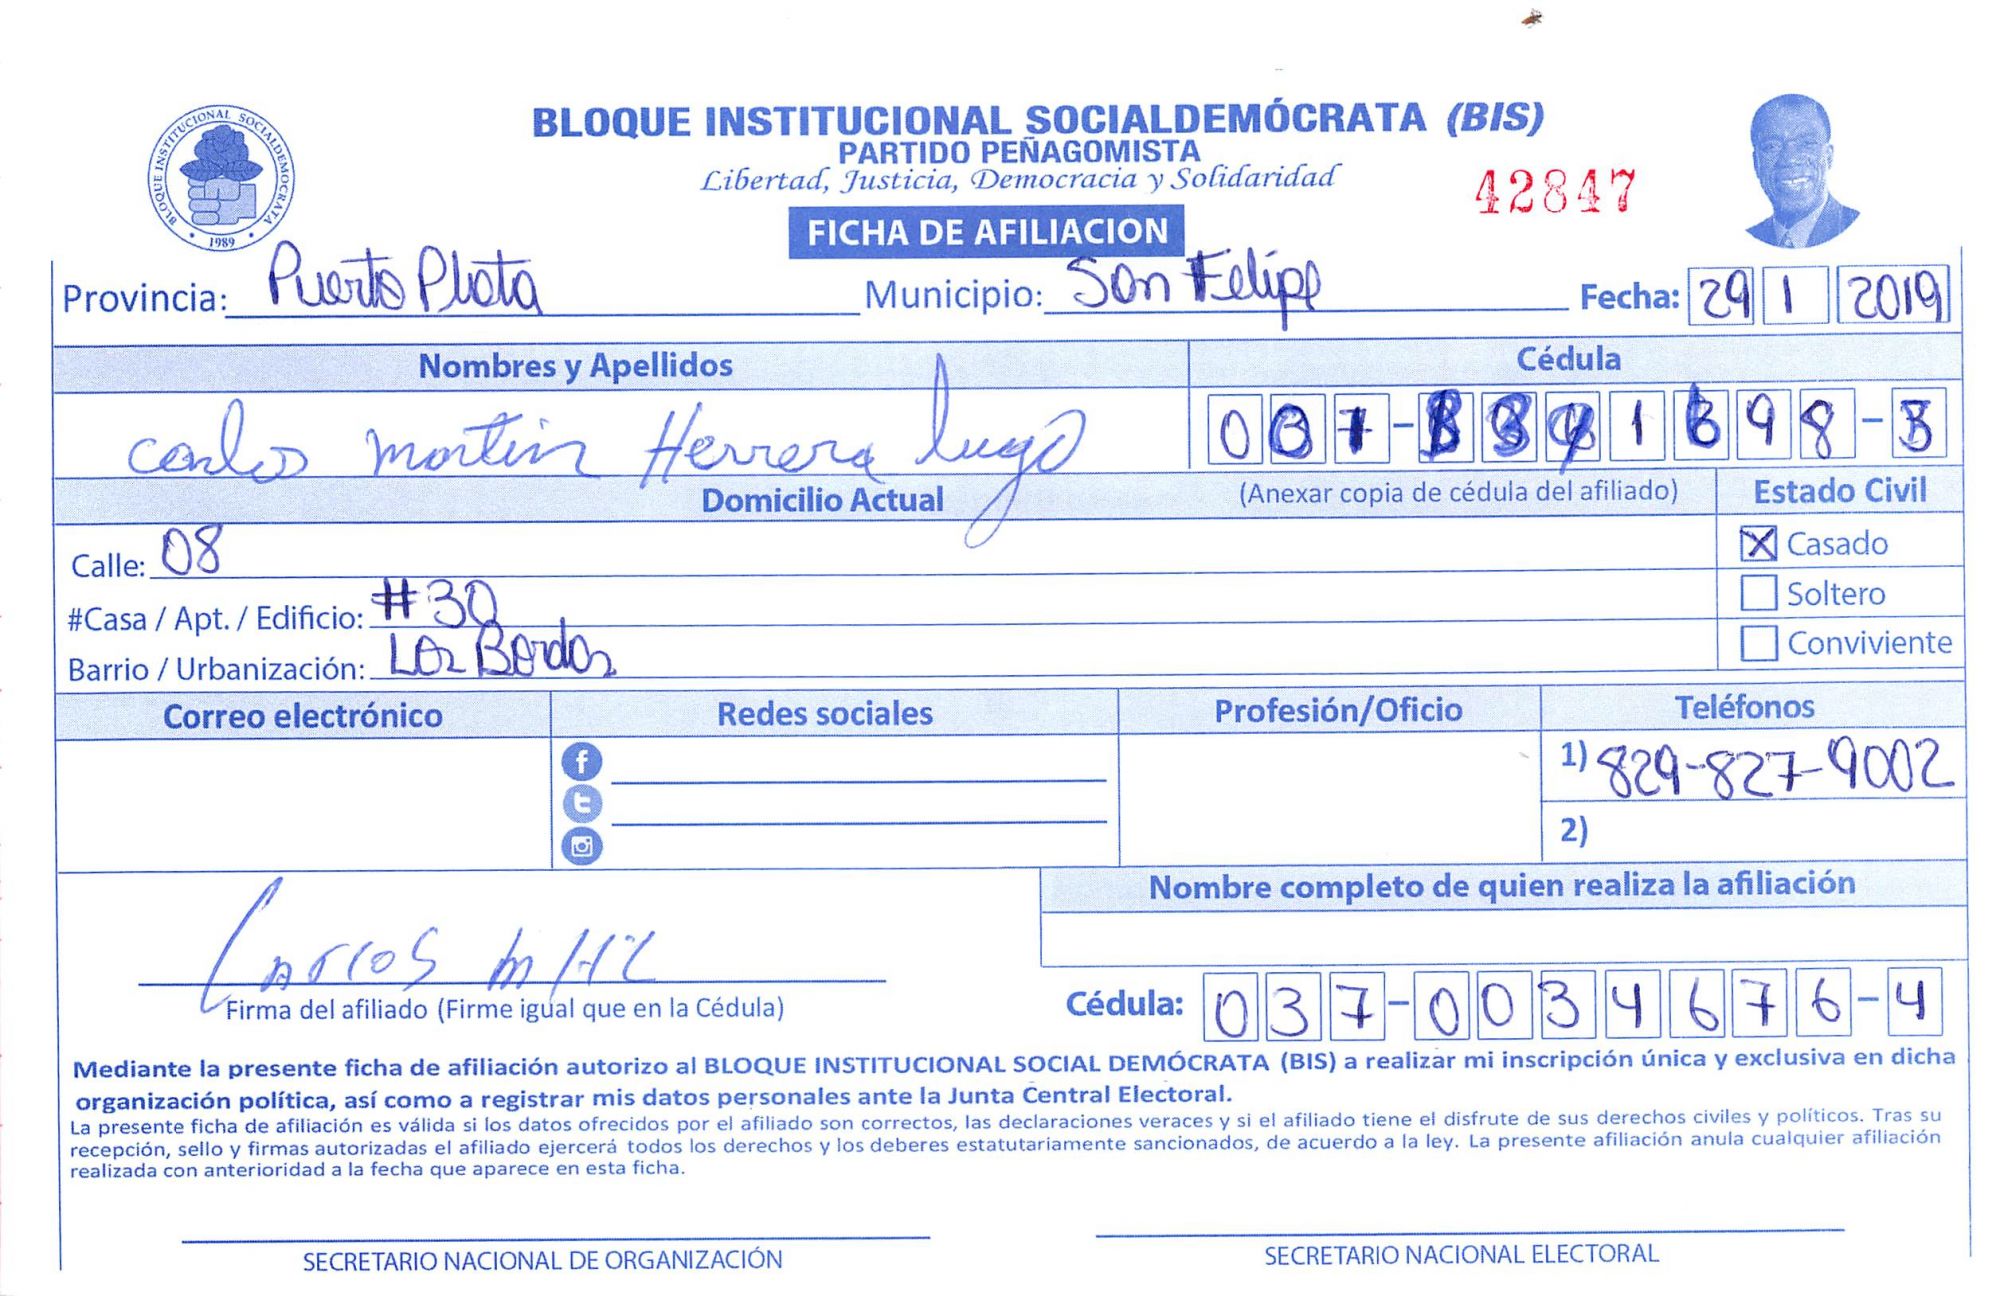 BLOQUE INSTITUCIONAL SOCIALDEMÓCRATA (BIS)
BLOQUE INSTITUCIONAL SOCIALDEMOCRATA
1989
PARTIDO PEÑAGOMISTA
Libertad, Justicia, Democracia y Solidaridad
42847
FICHA DE AFILIACION
Provincia: Puerto Plata Municipio: San Felipe Fecha: 29 1 2019
Nombres y Apellidos Cédula
Carlos Martin Herrera Lugo 1 9 8 -
Domicilio Actual (Anexar copia de cédula del afiliado) Estado Civil
Calle: 08 X Casado
#Casa / Apt. / Edificio: #30 Soltero
Barrio / Urbanización: Los Bordas Conviviente
Correo electrónico Redes sociales Profesión/Oficio Teléfonos
1) 829-827-9002
2)
Nombre completo de quien realiza la afiliación
Carlos M H L
Firma del afiliado (Firme igual que en la Cédula) Cédula: 037-0034676-4
Mediante la presente ficha de afiliación autorizo al BLOQUE INSTITUCIONAL SOCIAL DEMÓCRATA (BIS) a realizar mi inscripción única y exclusiva en dicha
organización política, así como a registrar mis datos personales ante la Junta Central Electoral.
La presente ficha de afiliación es válida si los datos ofrecidos por el afiliado son correctos, las declaraciones veraces y si el afiliado tiene el disfrute de sus derechos civiles y políticos. Tras su
recepción, sello y firmas autorizadas el afiliado ejercerá todos los derechos y los deberes estatutariamente sancionados, de acuerdo a la ley. La presente afiliación anula cualquier afiliación
realizada con anterioridad a la fecha que aparece en esta ficha.
SECRETARIO NACIONAL DE ORGANIZACIÓN SECRETARIO NACIONAL ELECTORAL